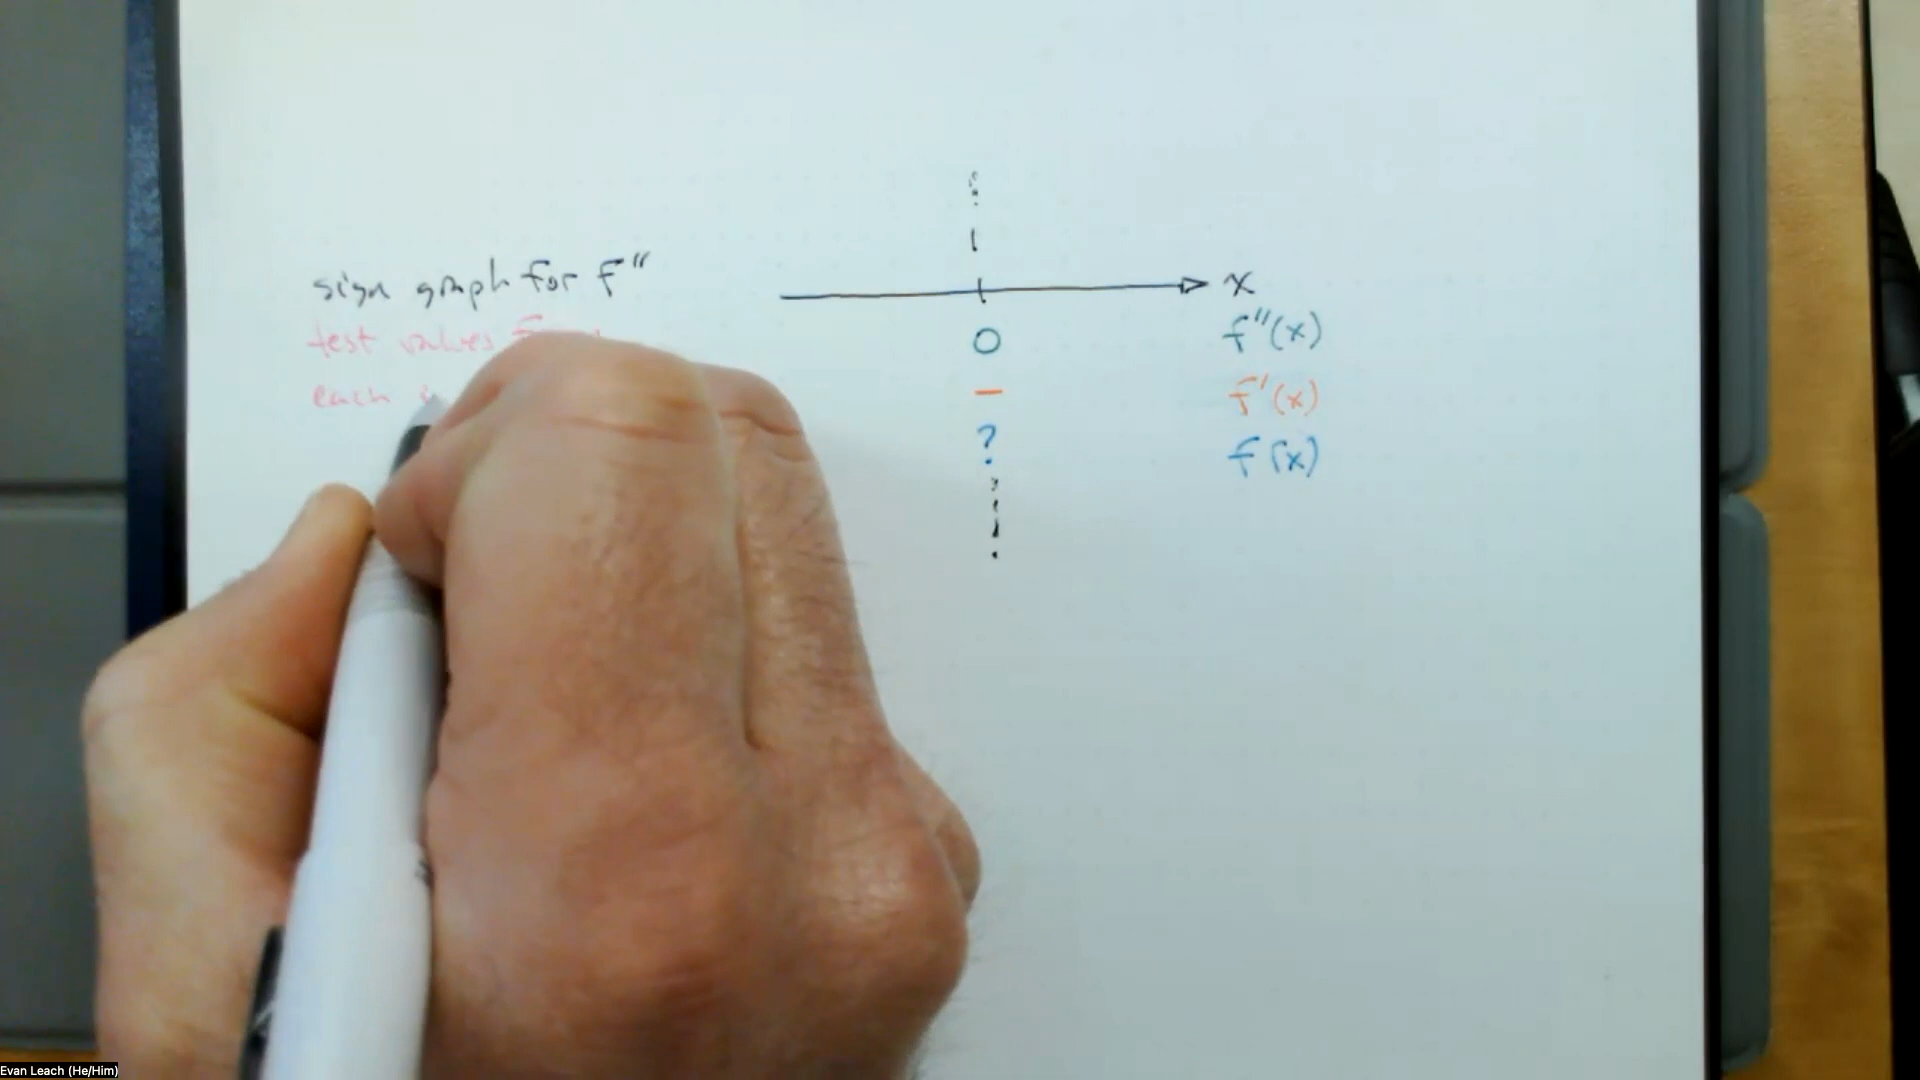 sign graph for f"
test values
each
x
0 f"(x)
- f'(x)
? f(x)
Evan Leach (He/Him)